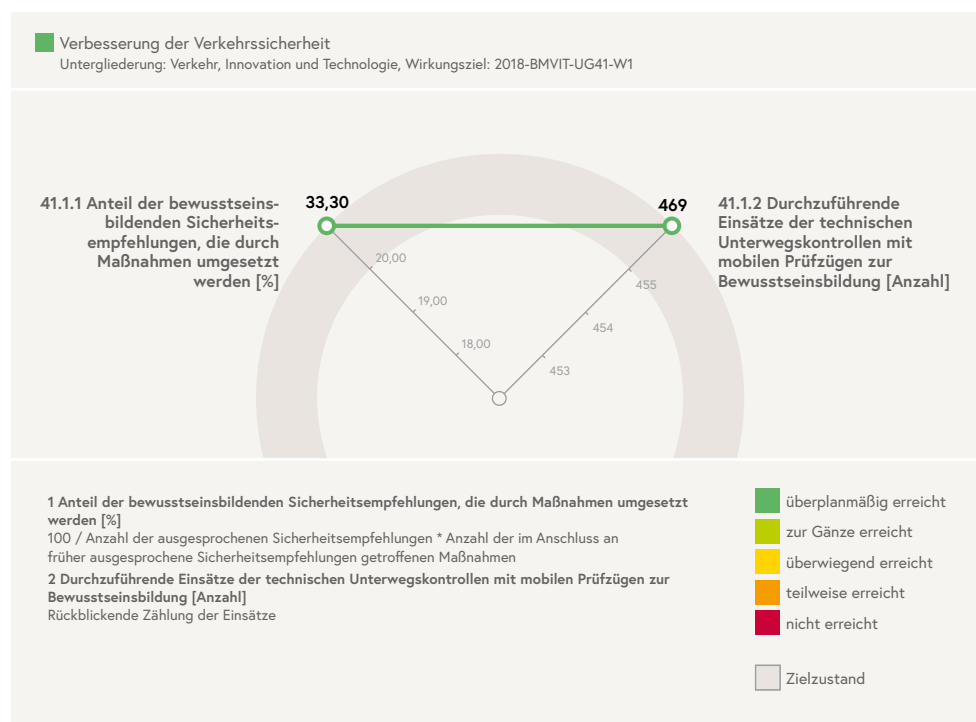 Verbesserung der Verkehrssicherheit
Untergliederung: Verkehr, Innovation und Technologie, Wirkungsziel: 2018-BMVIT-UG41-W1
41.1.1 Anteil der bewusstseins-
bildenden Sicherheits-
empfehlungen, die durch
Maßnahmen umgesetzt
werden [%]
33,30
469
41.1.2 Durchzuführende
Einsätze der technischen
Unterwegskontrollen mit
mobilen Prüfzügen zur
Bewusstseinsbildung [Anzahl]
20,00
19,00
18,00
455
454
453
1 Anteil der bewusstseinsbildenden Sicherheitsempfehlungen, die durch Maßnahmen umgesetzt
werden [%]
100 / Anzahl der ausgesprochenen Sicherheitsempfehlungen * Anzahl der im Anschluss an
früher ausgesprochene Sicherheitsempfehlungen getroffenen Maßnahmen
2 Durchzuführende Einsätze der technischen Unterwegskontrollen mit mobilen Prüfzügen zur
Bewusstseinsbildung [Anzahl]
Rückblickende Zählung der Einsätze
überplanmäßig erreicht
zur Gänze erreicht
überwiegend erreicht
teilweise erreicht
nicht erreicht
Zielzustand